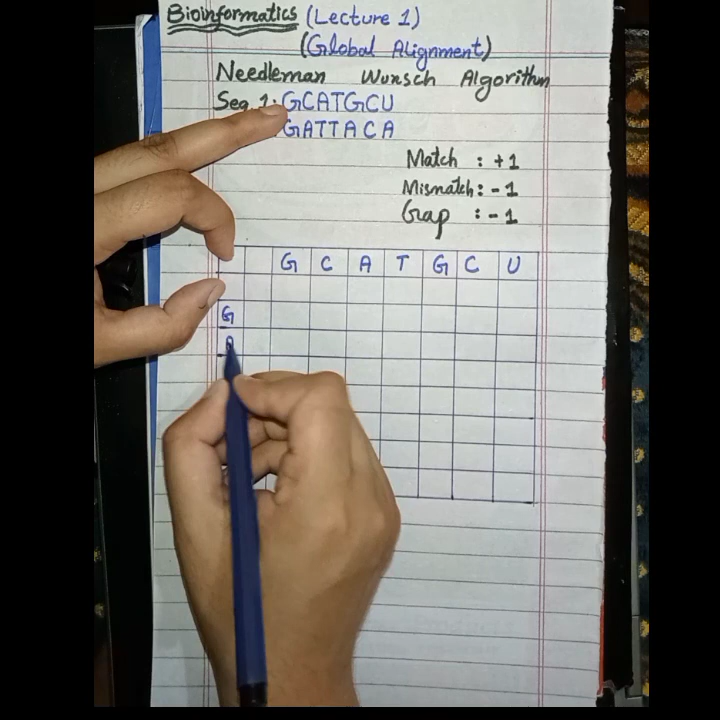 Bioinformatics (Lecture 1)
(Global Alignment)
Needleman Wunsch Algorithm
Seq 1: GCATGCU
: GATTACA
Match : +1
Mismatch : -1
Gap : -1
G C A T G C U
G
A